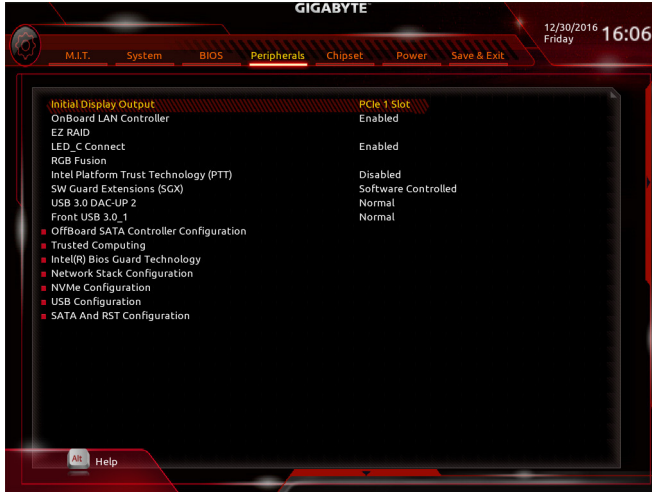 GIGABYTE™
12/30/2016 16:06
Friday
M.I.T. System BIOS Peripherals Chipset Power Save & Exit
Initial Display Output PCIe 1 Slot
OnBoard LAN Controller Enabled
EZ RAID
LED_C Connect Enabled
RGB Fusion
Intel Platform Trust Technology (PTT) Disabled
SW Guard Extensions (SGX) Software Controlled
USB 3.0 DAC-UP 2 Normal
Front USB 3.0_1 Normal
OffBoard SATA Controller Configuration
Trusted Computing
Intel(R) Bios Guard Technology
Network Stack Configuration
NVMe Configuration
USB Configuration
SATA And RST Configuration
Alt Help